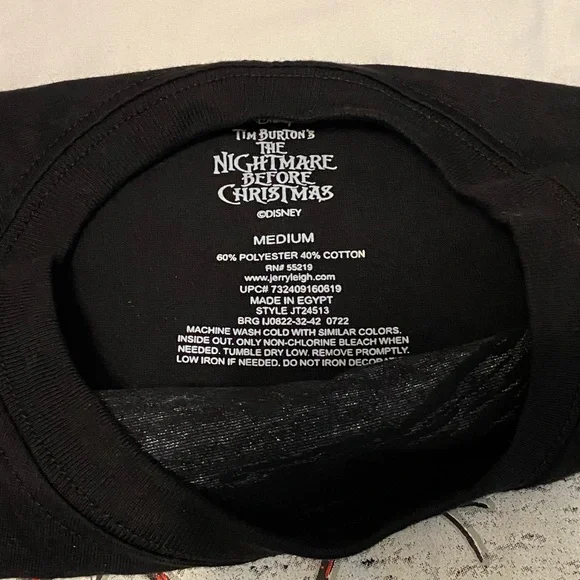 Disney
TIM BURTON'S
THE
NIGHTMARE
BEFORE
CHRISTMAS
©DISNEY
MEDIUM
60% POLYESTER 40% COTTON
RN# 55219
www.jerryleigh.com
UPC# 732409160619
MADE IN EGYPT
STYLE JT24513
BRG IJ0822-32-42 0722
MACHINE WASH COLD WITH SIMILAR COLORS.
INSIDE OUT. ONLY NON-CHLORINE BLEACH WHEN
NEEDED. TUMBLE DRY LOW. REMOVE PROMPTLY.
LOW IRON IF NEEDED. DO NOT IRON